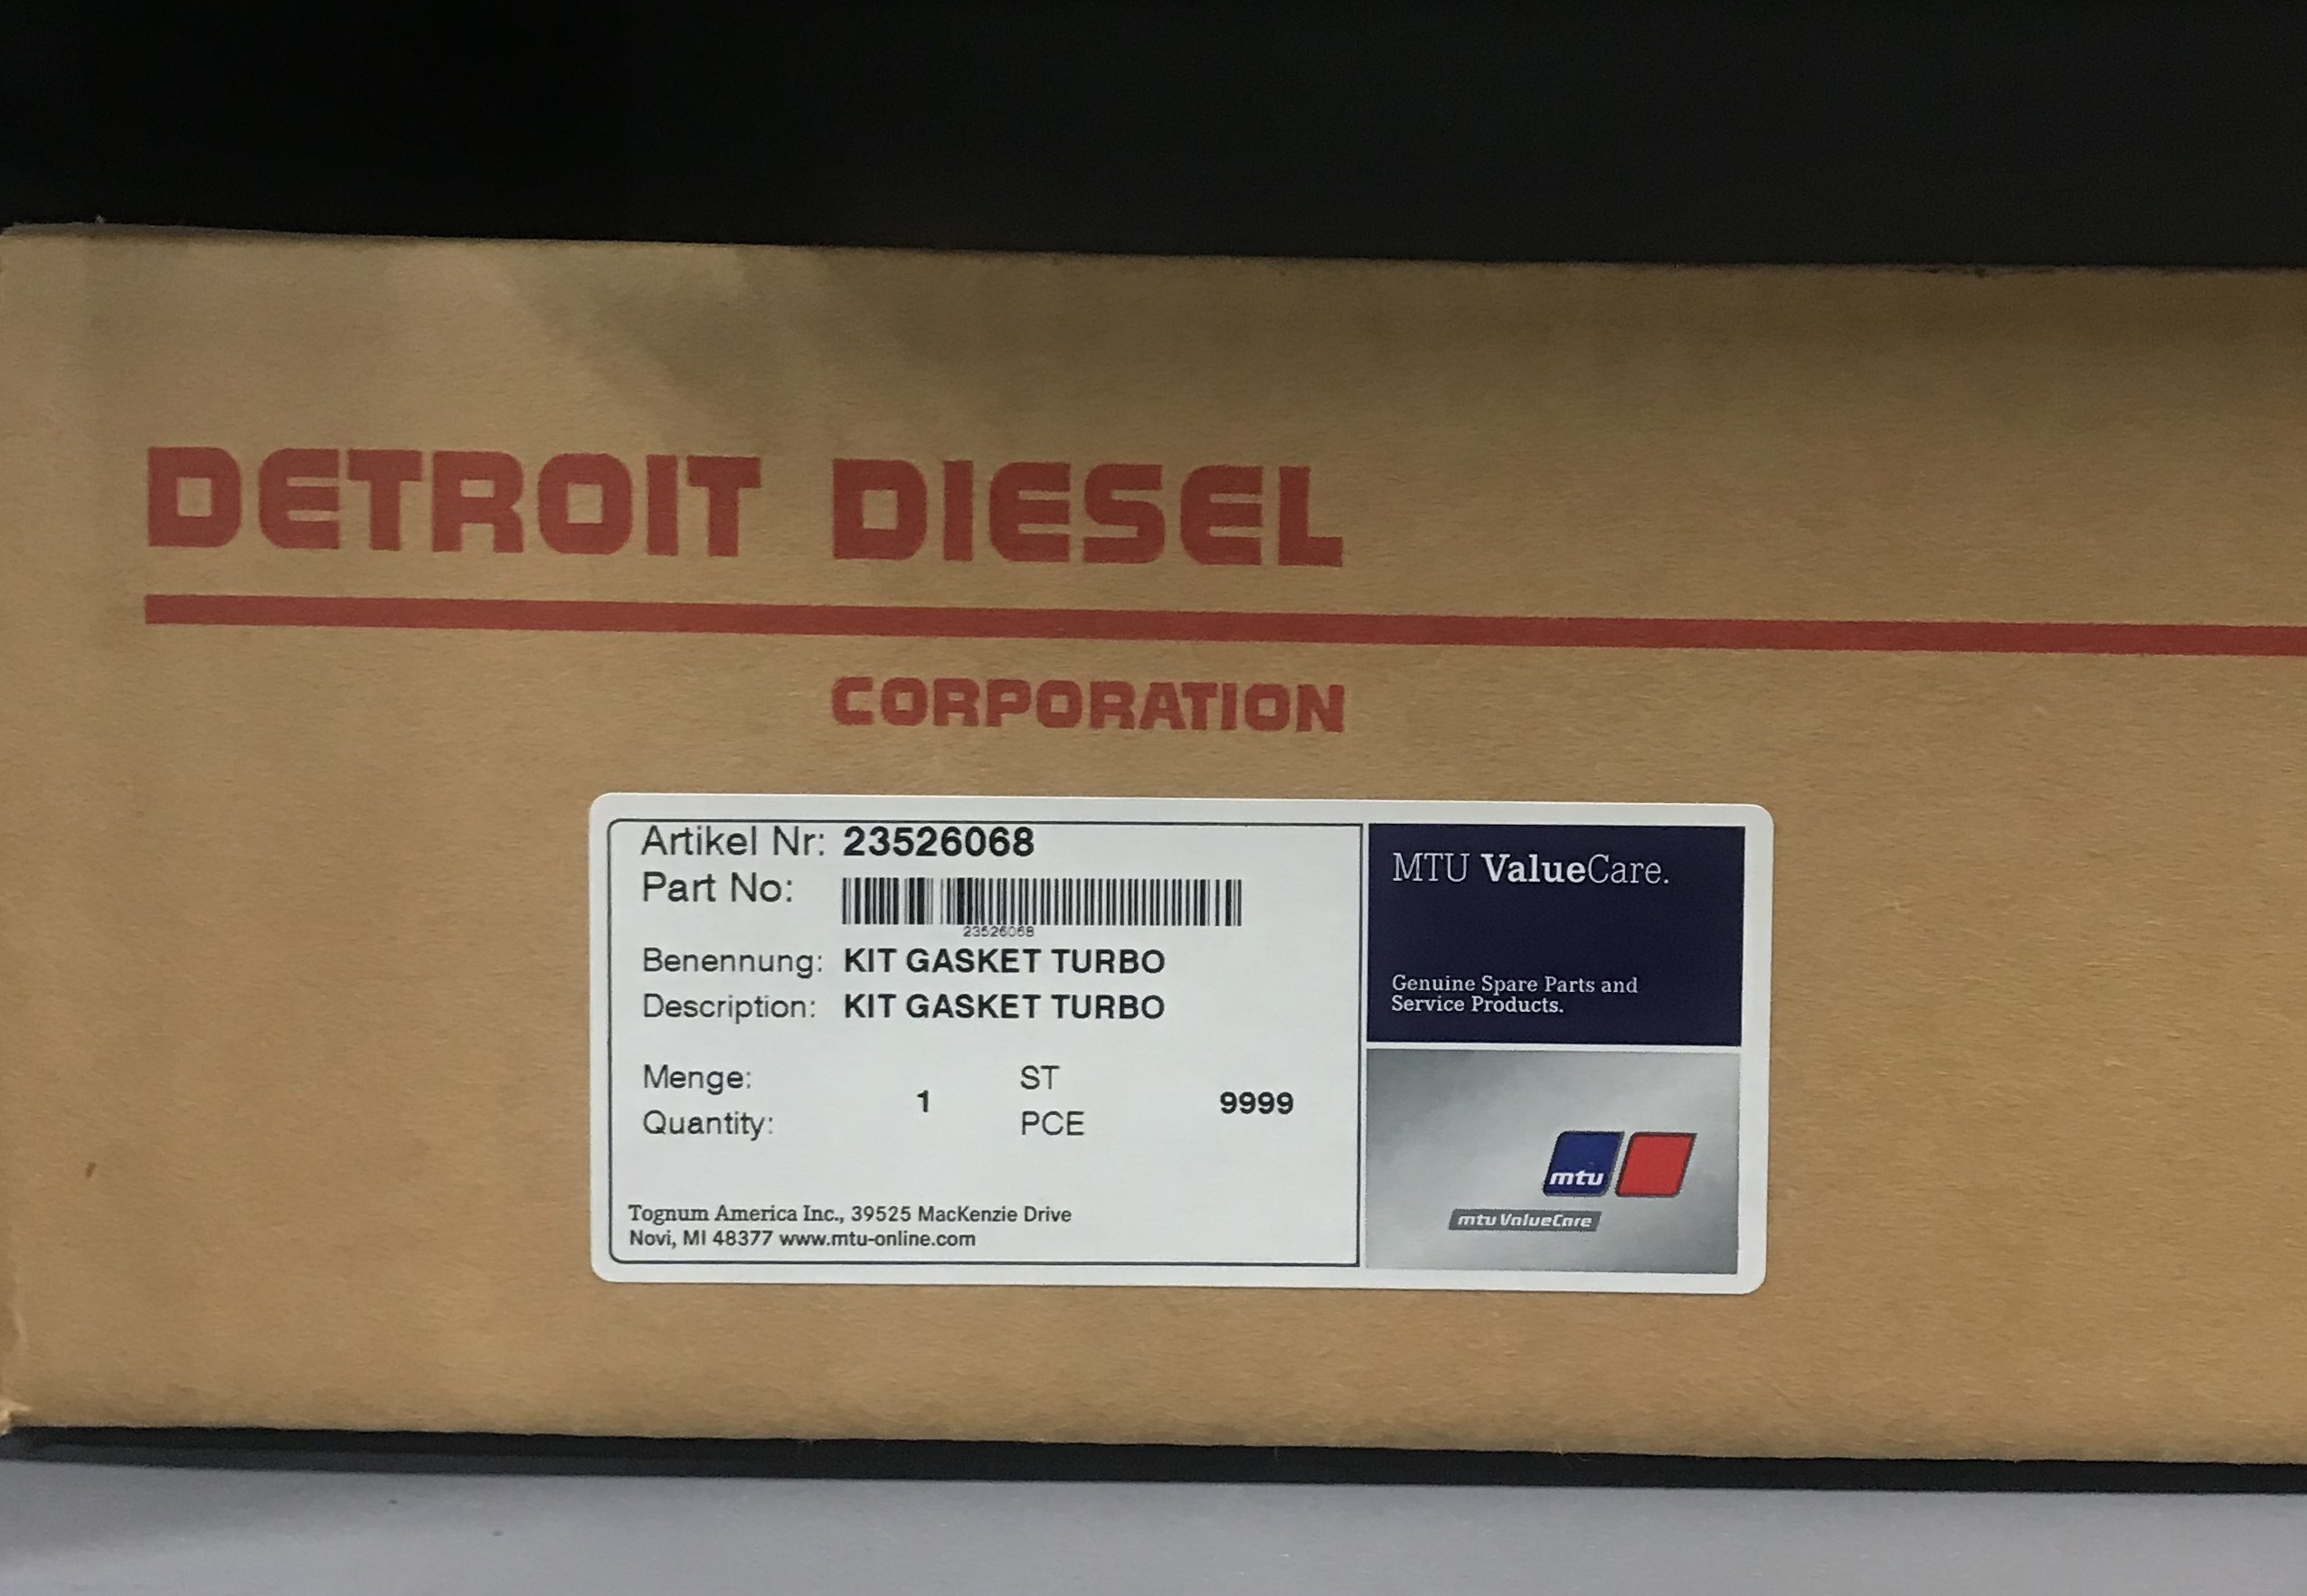 DETROIT DIESEL
CORPORATION
Artikel Nr: 23526068
Part No:
23526068
Benennung: KIT GASKET TURBO
Description: KIT GASKET TURBO
Menge: ST
1 9999
Quantity: PCE
Tognum America Inc., 39525 MacKenzie Drive
Novi, MI 48377 www.mtu-online.com
MTU ValueCare.
Genuine Spare Parts and
Service Products.
mtu
mtu ValueCare